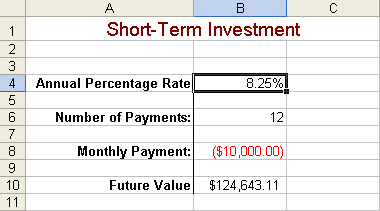 A B C
1 Short-Term Investment
2
3
4 Annual Percentage Rate 8.25%
5
6 Number of Payments: 12
7
8 Monthly Payment: ($10,000.00)
9
10 Future Value $124,643.11
11